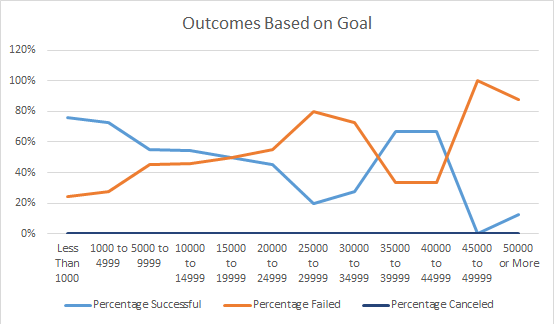 Outcomes Based on Goal
120%
100%
80%
60%
40%
20%
0%
Less Than 1000
1000 to 4999
5000 to 9999
10000 to 14999
15000 to 19999
20000 to 24999
25000 to 29999
30000 to 34999
35000 to 39999
40000 to 44999
45000 to 49999
50000 or More
Percentage Successful
Percentage Failed
Percentage Canceled